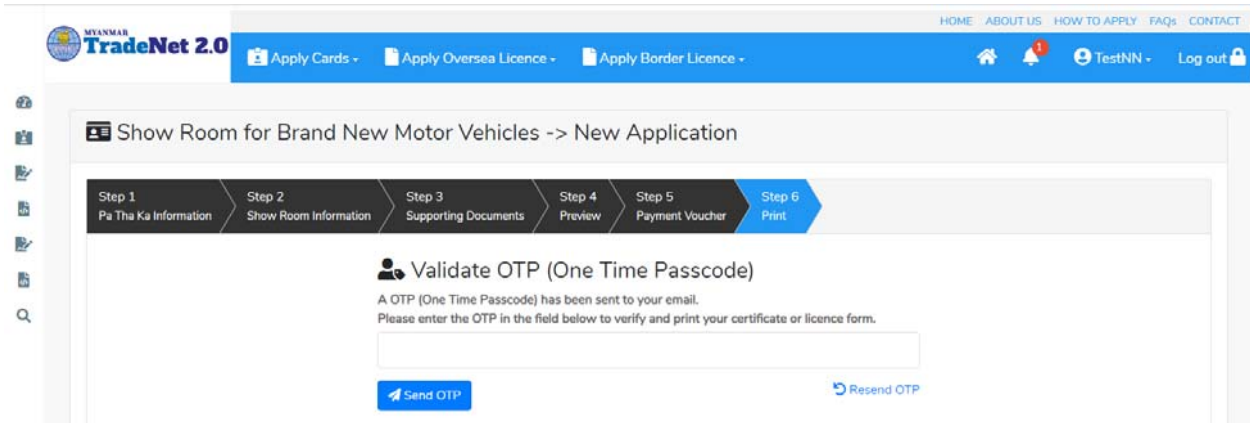 HOME ABOUT US HOW TO APPLY FAQs CONTACT
MYANMAR
TradeNet 2.0
Apply Cards
Apply Oversea Licence
Apply Border Licence
1
TestNN
Log out
Show Room for Brand New Motor Vehicles -> New Application
Step 1
Pa Tha Ka Information
Step 2
Show Room Information
Step 3
Supporting Documents
Step 4
Preview
Step 5
Payment Voucher
Step 6
Print
Validate OTP (One Time Passcode)
A OTP (One Time Passcode) has been sent to your email.
Please enter the OTP in the field below to verify and print your certificate or licence form.
Send OTP
Resend OTP